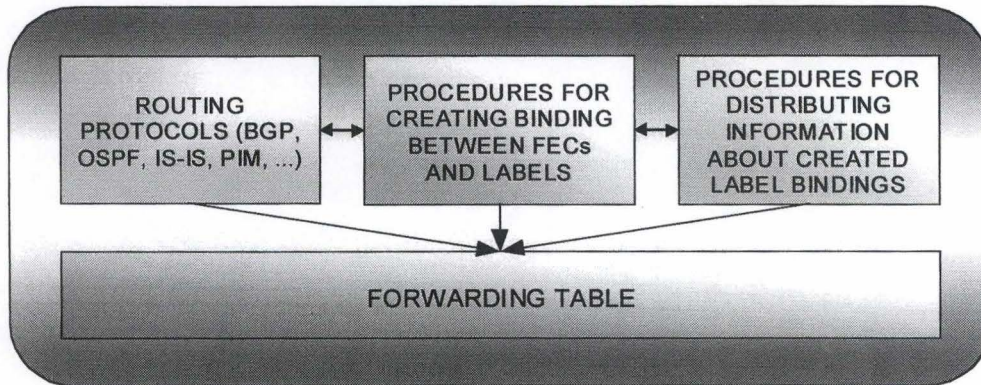 ROUTING
PROTOCOLS (BGP,
OSPF, IS-IS, PIM, ...)
PROCEDURES FOR
CREATING BINDING
BETWEEN FECs
AND LABELS
PROCEDURES FOR
DISTRIBUTING
INFORMATION
ABOUT CREATED
LABEL BINDINGS
FORWARDING TABLE